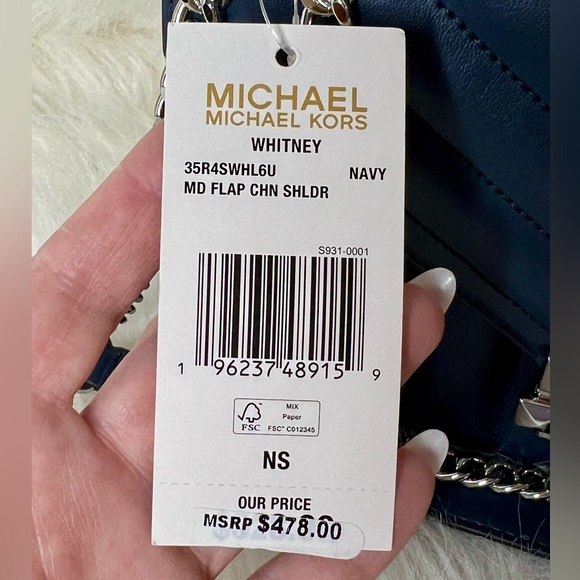 MICHAEL
MICHAEL KORS
WHITNEY
35R4SWHL6U NAVY
MD FLAP CHN SHLDR
S931-0001
1 96237 48915 9
FSC
MIX
Paper
FSC® C012345
NS
OUR PRICE
MSRP $478.00